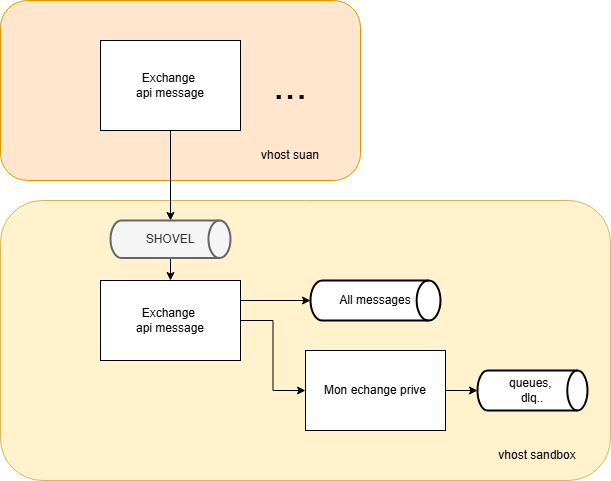 Exchange
api message
...
vhost suan
SHOVEL
Exchange
api message
All messages
Mon echange prive
queues,
dlq..
vhost sandbox